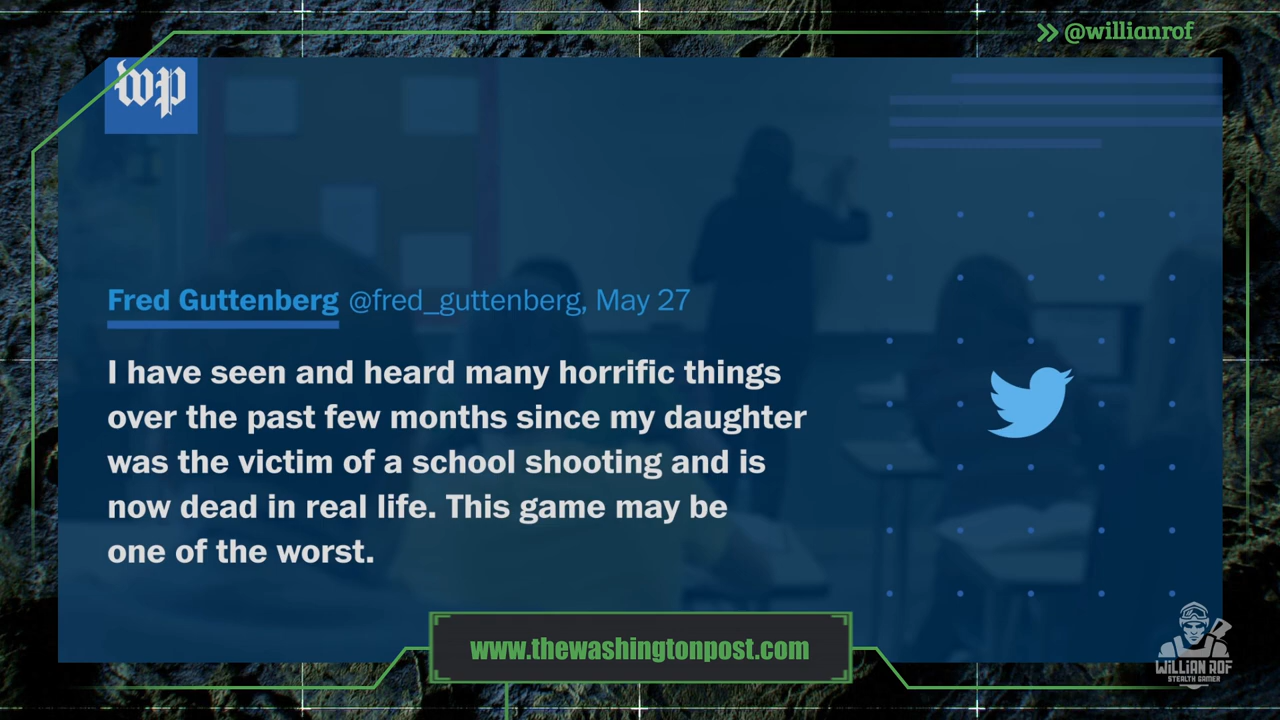 @willianrof
wp
Fred Guttenberg @fred_guttenberg, May 27
I have seen and heard many horrific things
over the past few months since my daughter
was the victim of a school shooting and is
now dead in real life. This game may be
one of the worst.
www.thewashingtonpost.com
WILLIAN ROF
STEALTH GAMER